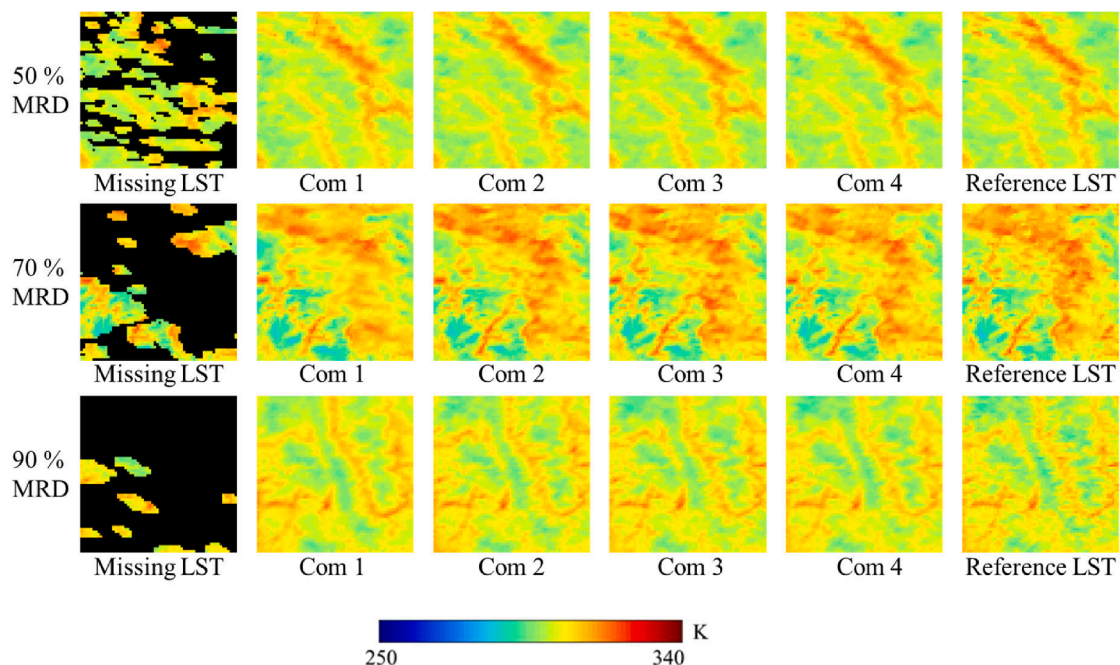 50 %
MRD
Missing LST Com 1 Com 2 Com 3 Com 4 Reference LST
70 %
MRD
Missing LST Com 1 Com 2 Com 3 Com 4 Reference LST
90 %
MRD
Missing LST Com 1 Com 2 Com 3 Com 4 Reference LST
K
250 340